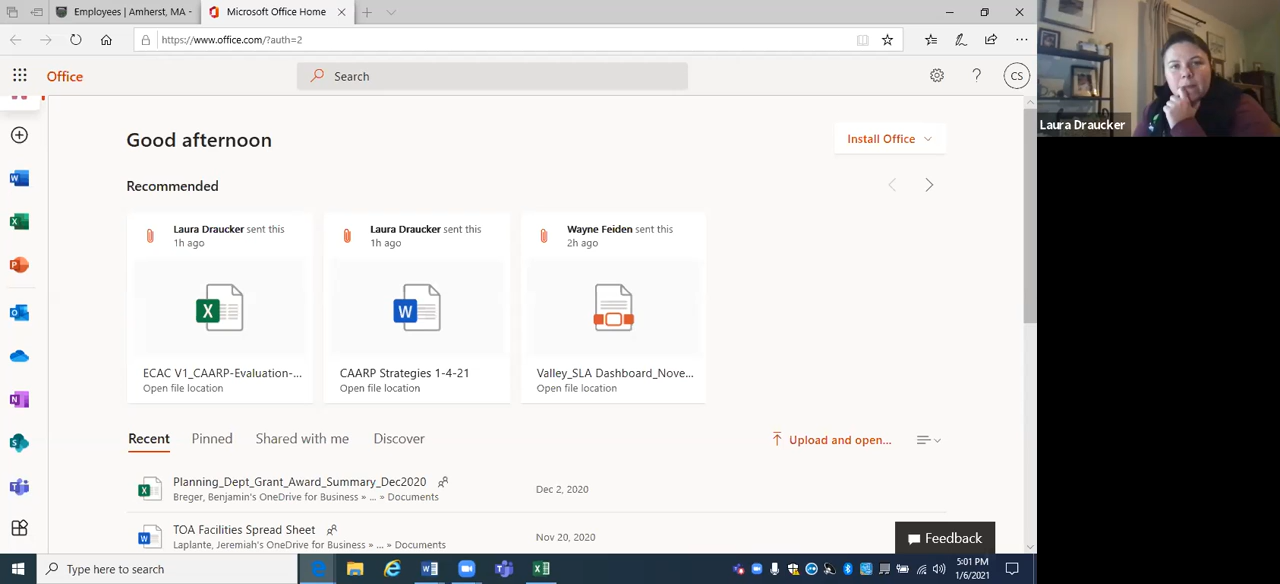 Employees | Amherst, MA -
Microsoft Office Home
https://www.office.com/?auth=2
Office
Search
CS
Laura Draucker
Good afternoon
Install Office
Recommended
Laura Draucker sent this
1h ago
Laura Draucker sent this
1h ago
Wayne Feiden sent this
2h ago
ECAC V1_CAARP-Evaluation-...
Open file location
CAARP Strategies 1-4-21
Open file location
Valley_SLA Dashboard_Nove...
Open file location
Recent
Pinned
Shared with me
Discover
Upload and open...
Planning_Dept_Grant_Award_Summary_Dec2020
Breger, Benjamin's OneDrive for Business » ... » Documents
Dec 2, 2020
TOA Facilities Spread Sheet
Laplante, Jeremiah's OneDrive for Business » ... » Documents
Nov 20, 2020
Feedback
Type here to search
5:01 PM
1/6/2021